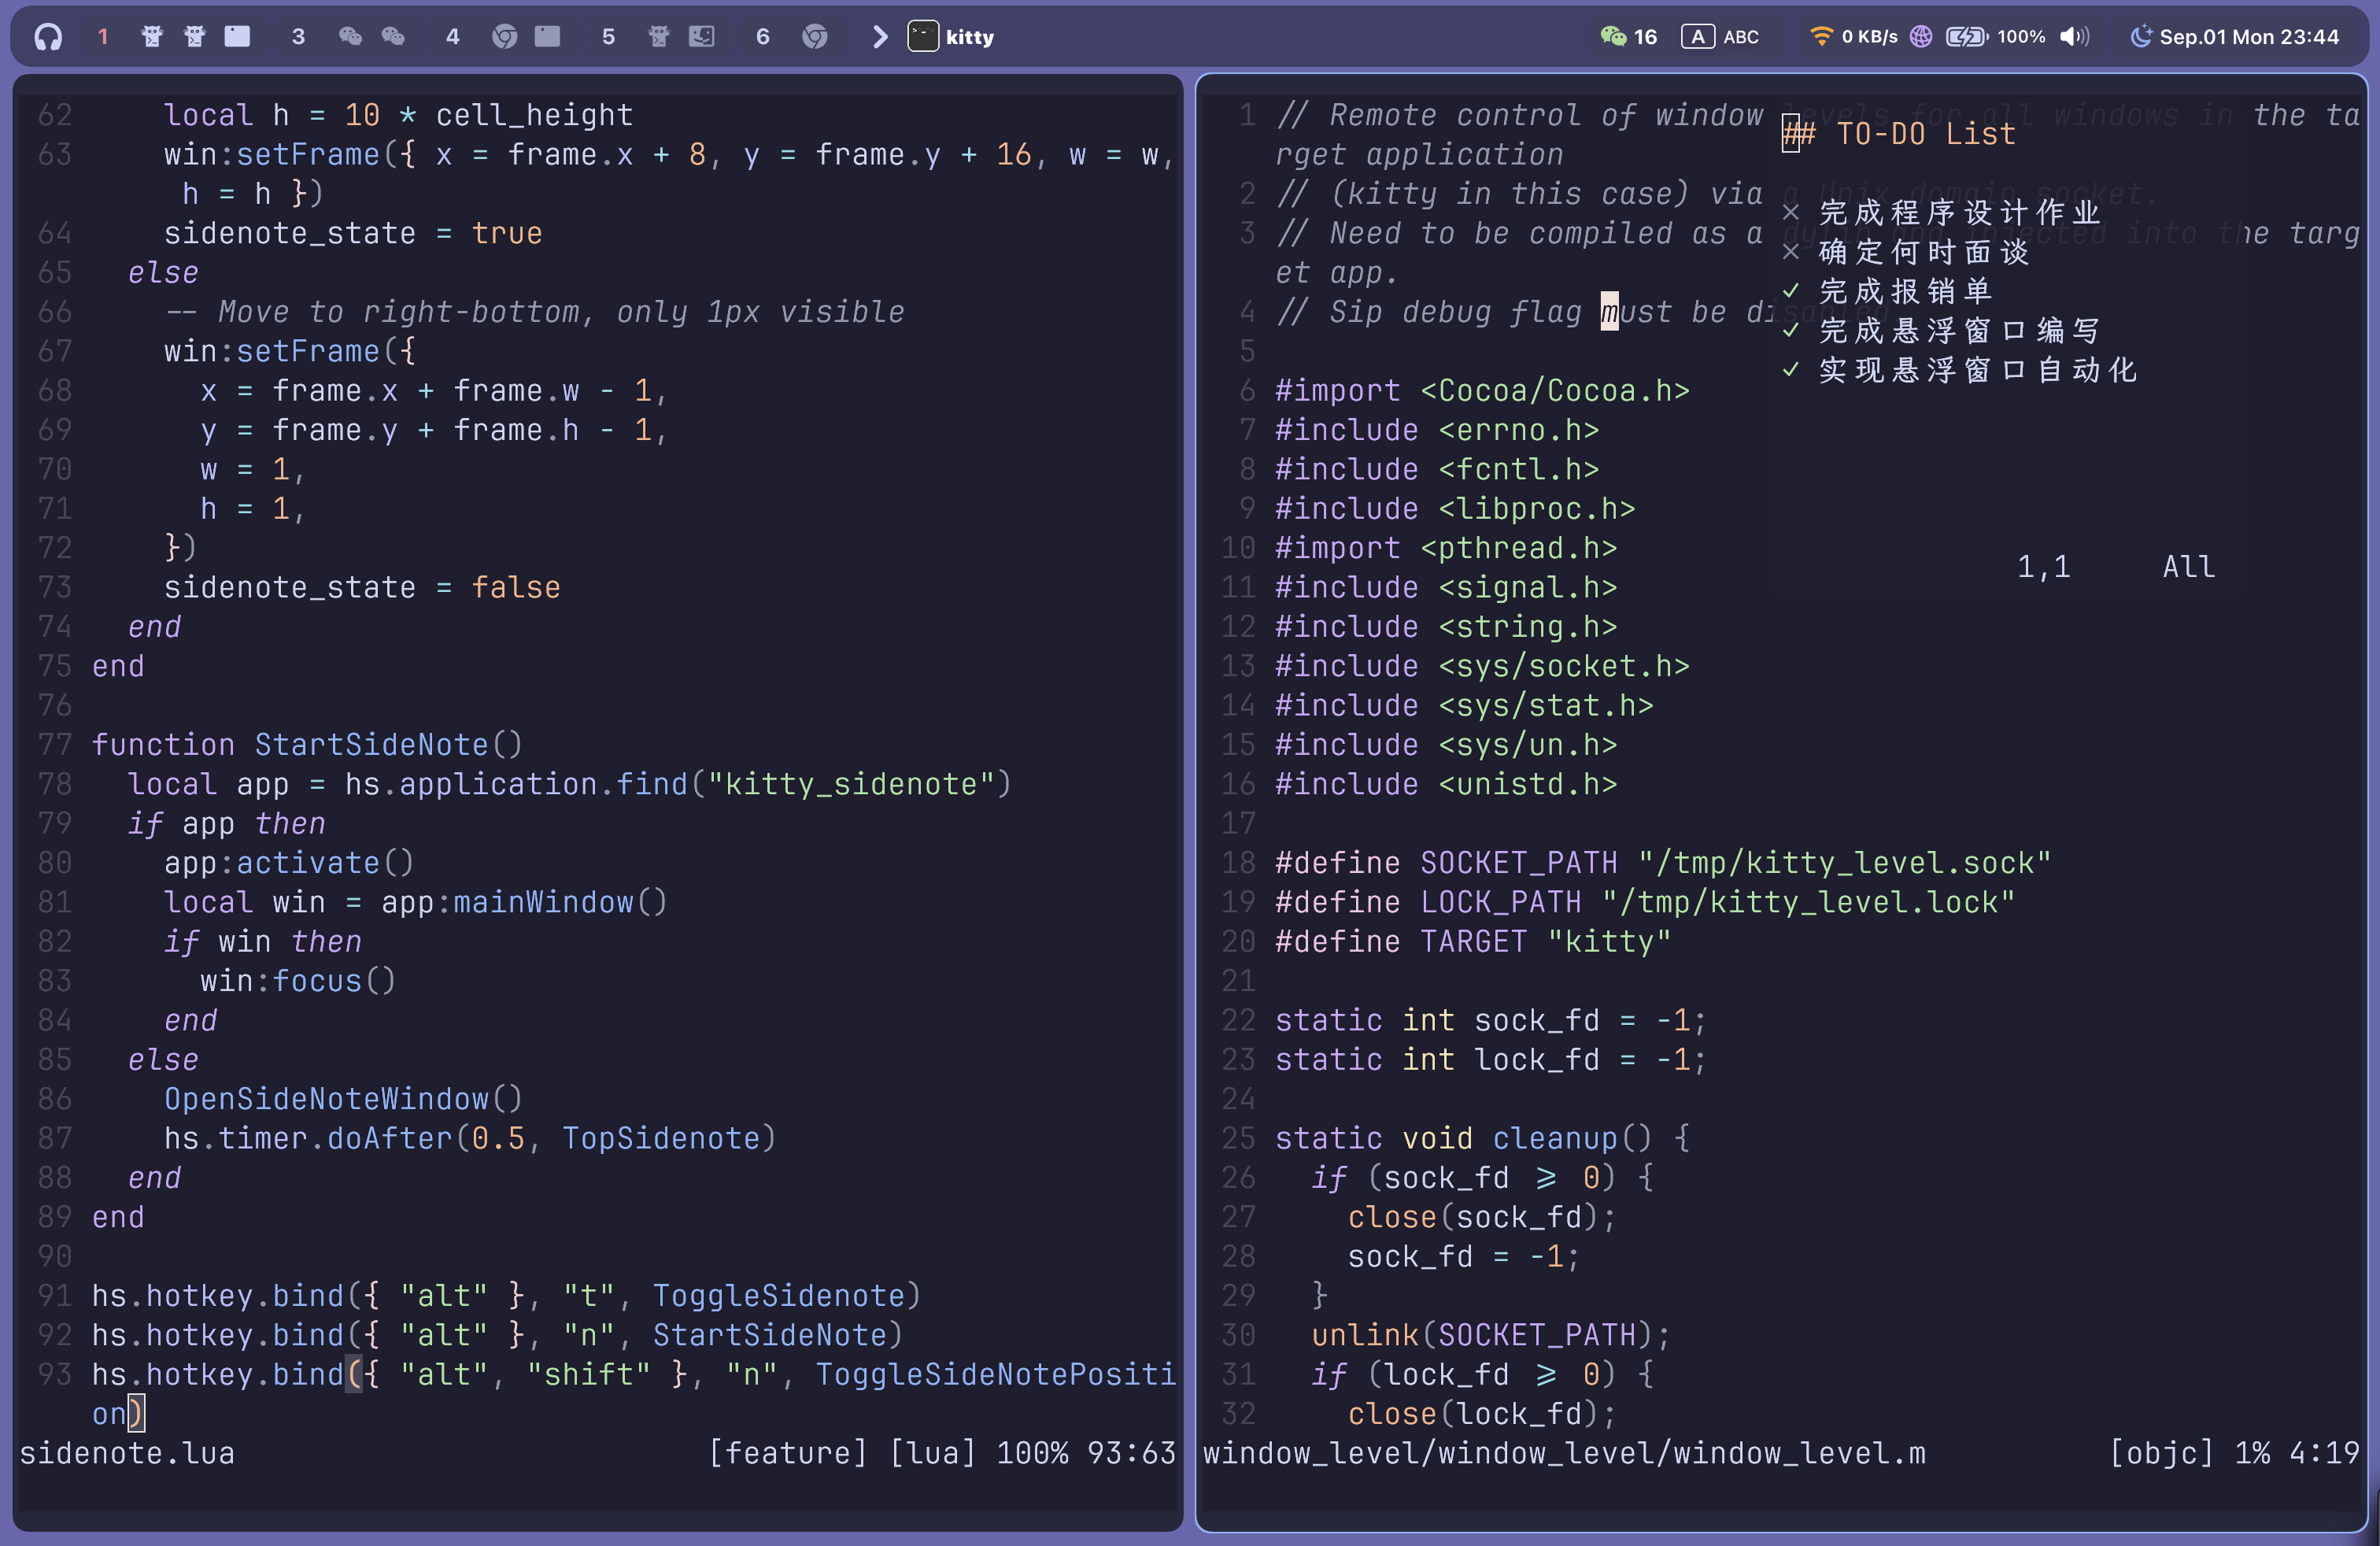 1 3 4 5 6 kitty 16 A ABC 0 KB/s 100% Sep.01 Mon 23:44
62 local h = 10 * cell_height
63 win:setFrame({ x = frame.x + 8, y = frame.y + 16, w = w,
h = h })
64 sidenote_state = true
65 else
66 -- Move to right-bottom, only 1px visible
67 win:setFrame({
68 x = frame.x + frame.w - 1,
69 y = frame.y + frame.h - 1,
70 w = 1,
71 h = 1,
72 })
73 sidenote_state = false
74 end
75 end
76
77 function StartSideNote()
78 local app = hs.application.find("kitty_sidenote")
79 if app then
80 app:activate()
81 local win = app:mainWindow()
82 if win then
83 win:focus()
84 end
85 else
86 OpenSideNoteWindow()
87 hs.timer.doAfter(0.5, TopSidenote)
88 end
89 end
90
91 hs.hotkey.bind({ "alt" }, "t", ToggleSidenote)
92 hs.hotkey.bind({ "alt" }, "n", StartSideNote)
93 hs.hotkey.bind({ "alt", "shift" }, "n", ToggleSideNotePositi
on)
sidenote.lua [feature] [lua] 100% 93:63
1 // Remote control of window levels for all windows in the ta
rget application
2 // (kitty in this case) via a Unix domain socket.
3 // Need to be compiled as a dylib and injected into the targ
et app.
4 // Sip debug flag must be disabled.
5
6 #import <Cocoa/Cocoa.h>
7 #include <errno.h>
8 #include <fcntl.h>
9 #include <libproc.h>
10 #import <pthread.h>
11 #include <signal.h>
12 #include <string.h>
13 #include <sys/socket.h>
14 #include <sys/stat.h>
15 #include <sys/un.h>
16 #include <unistd.h>
17
18 #define SOCKET_PATH "/tmp/kitty_level.sock"
19 #define LOCK_PATH "/tmp/kitty_level.lock"
20 #define TARGET "kitty"
21
22 static int sock_fd = -1;
23 static int lock_fd = -1;
24
25 static void cleanup() {
26 if (sock_fd >= 0) {
27 close(sock_fd);
28 sock_fd = -1;
29 }
30 unlink(SOCKET_PATH);
31 if (lock_fd >= 0) {
32 close(lock_fd);
window_level/window_level/window_level.m [objc] 1% 4:19
## TO-DO List
× 完成程序设计作业
× 确定何时面谈
✓ 完成报销单
✓ 完成悬浮窗口编写
✓ 实现悬浮窗口自动化
1,1 All